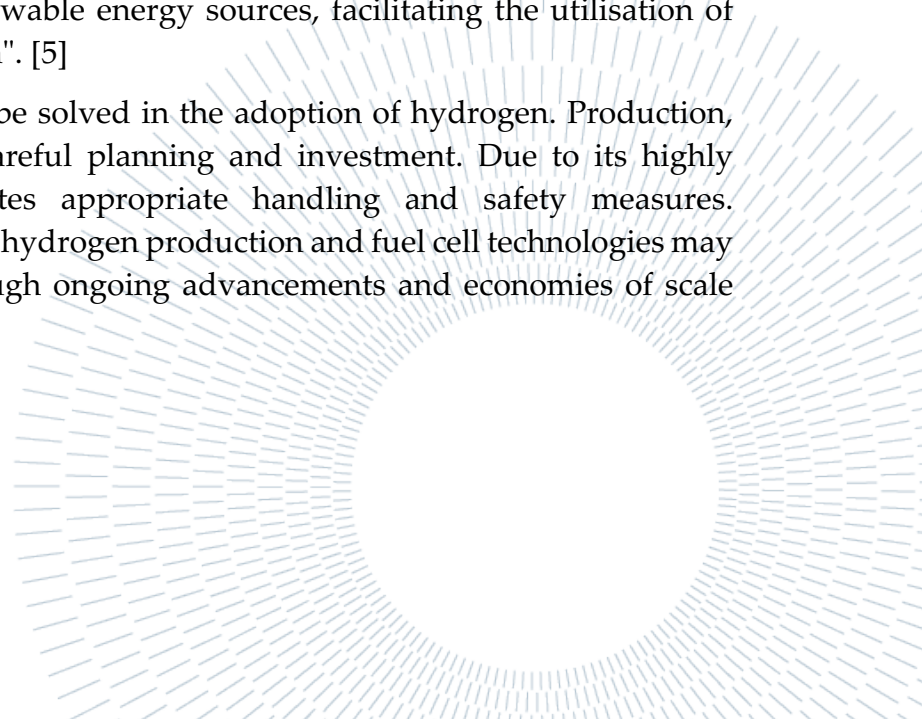 wable energy sources, facilitating the utilisation of
". [5]
be solved in the adoption of hydrogen. Production,
areful planning and investment. Due to its highly
tes appropriate handling and safety measures.
hydrogen production and fuel cell technologies may
ugh ongoing advancements and economies of scale